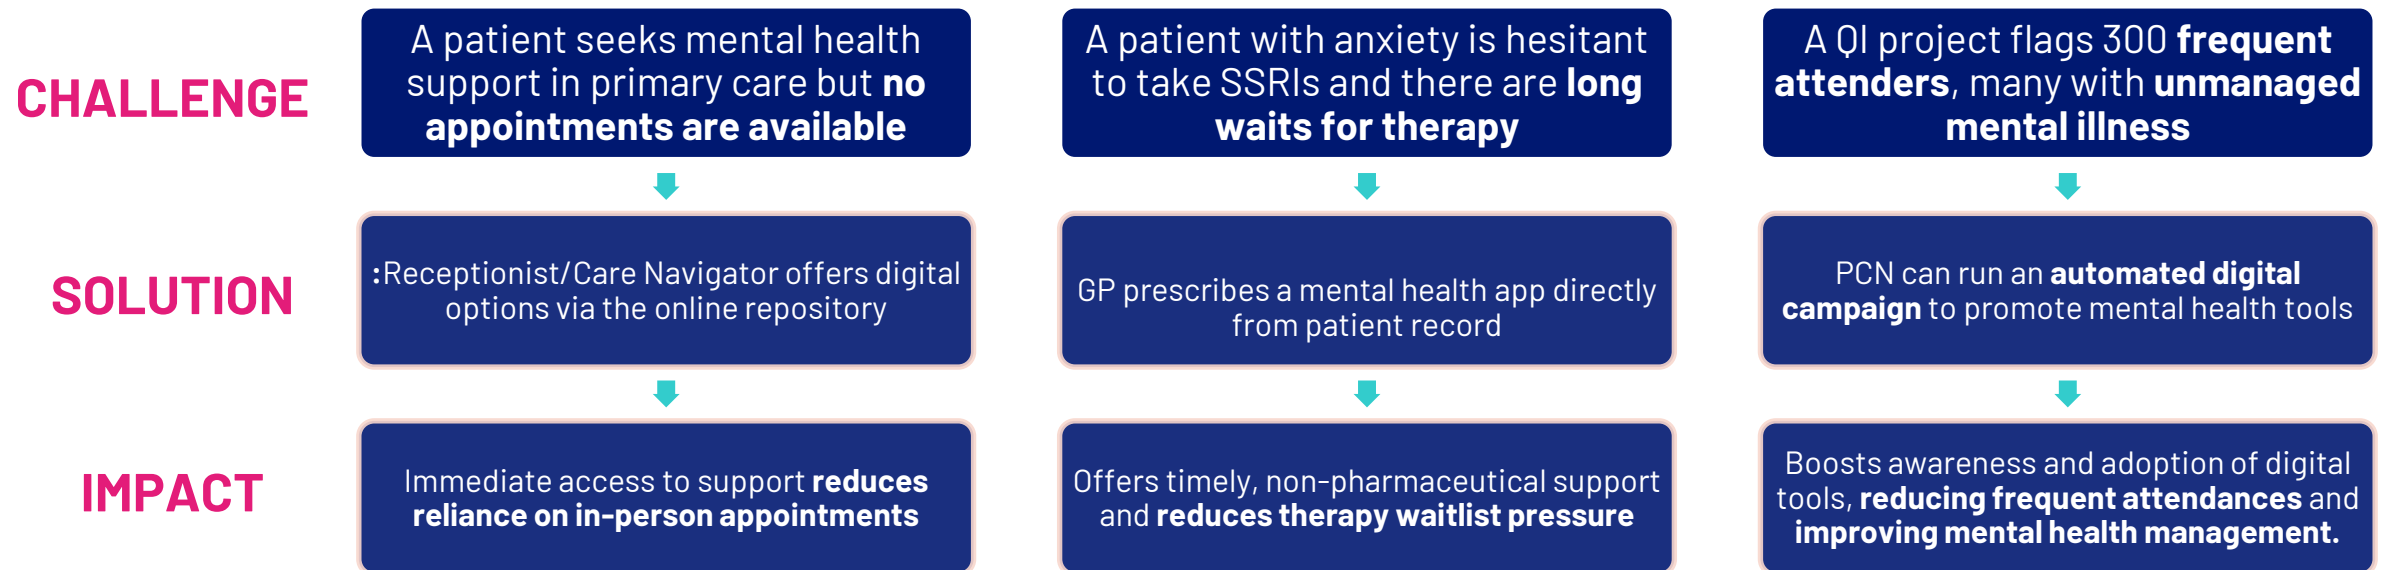 CHALLENGE
A patient seeks mental health
support in primary care but no
appointments are available
A patient with anxiety is hesitant
to take SSRIs and there are long
waits for therapy
A QI project flags 300 frequent
attenders, many with unmanaged
mental illness
SOLUTION
:Receptionist/Care Navigator offers digital
options via the online repository
GP prescribes a mental health app directly
from patient record
PCN can run an automated digital
campaign to promote mental health tools
IMPACT
Immediate access to support reduces
reliance on in-person appointments
Offers timely, non-pharmaceutical support
and reduces therapy waitlist pressure
Boosts awareness and adoption of digital
tools, reducing frequent attendances and
improving mental health management.